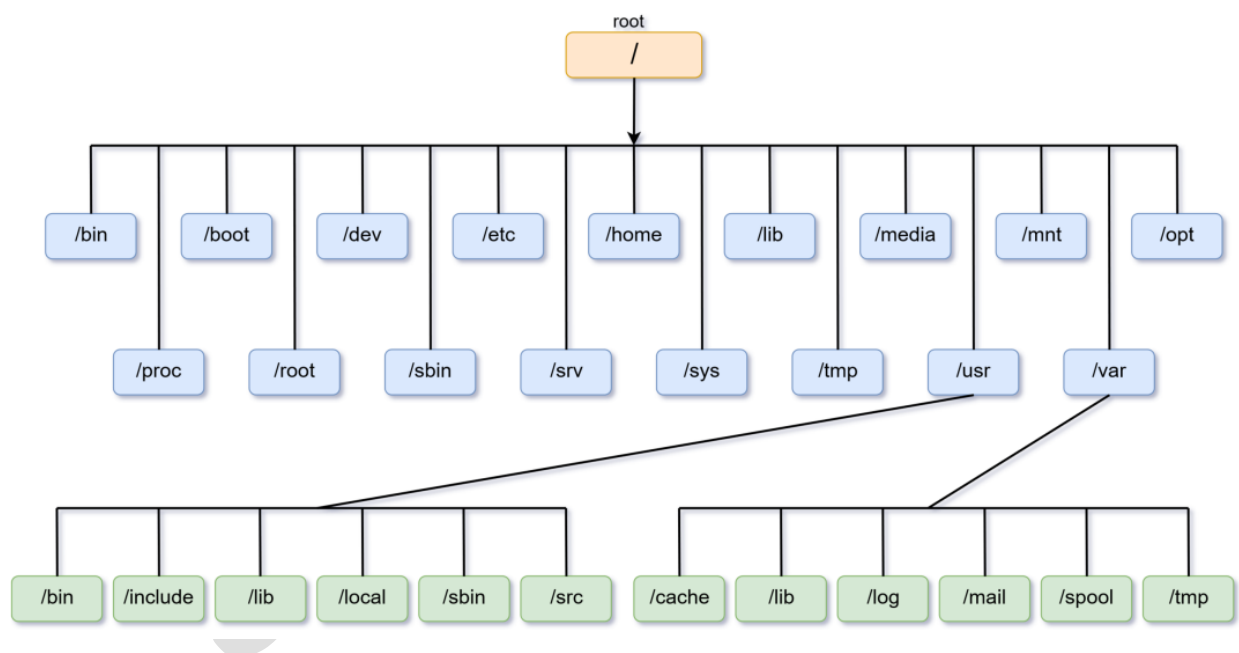 root
/
/bin /boot /dev /etc /home /lib /media /mnt /opt
/proc /root /sbin /srv /sys /tmp /usr /var
/bin /include /lib /local /sbin /src /cache /lib /log /mail /spool /tmp